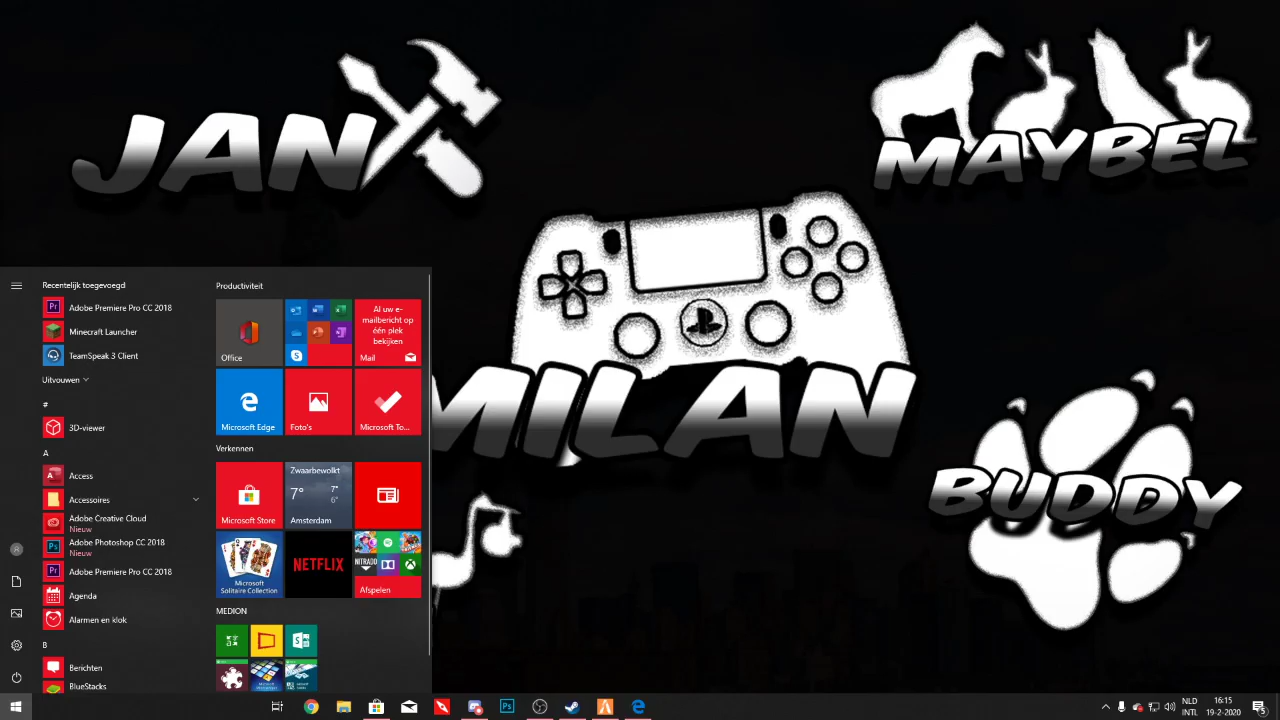 JAN
MAYBEL
MILAN
BUDDY
Recentelijk toegevoegd
Adobe Premiere Pro CC 2018
Minecraft Launcher
TeamSpeak 3 Client
Uitvouwen
#
3D-viewer
A
Access
Accessoires
Adobe Creative Cloud
Nieuw
Adobe Photoshop CC 2018
Nieuw
Adobe Premiere Pro CC 2018
Agenda
Alarmen en klok
B
Berichten
BlueStacks
Productiviteit
Office
Al uw e-
mailbericht op
één plek
bekijken
Mail
Microsoft Edge
Foto's
Microsoft To...
Verkennen
Microsoft Store
Zwaarbewolkt
7°
7°
6°
Amsterdam
Microsoft
Solitaire Collection
NETFLIX
NITRADO
Afspelen
MEDION
NLD
INTL
16:15
19-2-2020
5